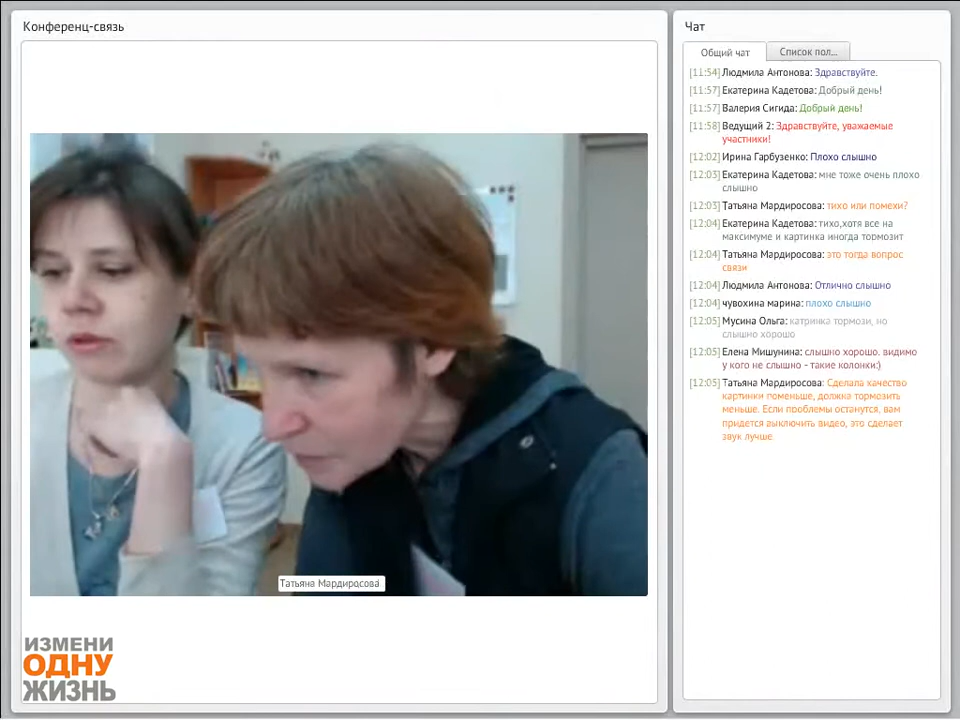 Конференц-связь
Татьяна Мардиросова
ИЗМЕНИ
ОДНУ
ЖИЗНЬ
Чат
Общий чат
Список пол...
[11:54] Людмила Антонова: Здравствуйте.
[11:57] Екатерина Кадетова: Добрый день!
[11:57] Валерия Сигида: Добрый день!
[11:58] Ведущий 2: Здравствуйте, уважаемые
участники!
[12:02] Ирина Гарбузенко: Плохо слышно
[12:03] Екатерина Кадетова: мне тоже очень плохо
слышно
[12:03] Татьяна Мардиросова: тихо или помехи?
[12:04] Екатерина Кадетова: тихо,хотя все на
максимуме и картинка иногда тормозит
[12:04] Татьяна Мардиросова: это тогда вопрос
связи
[12:04] Людмила Антонова: Отлично слышно
[12:04] чувохина марина: плохо слышно
[12:05] Мусина Ольга: катринка тормози, но
слышно хорошо
[12:05] Елена Мишунина: слышно хорошо. видимо
у кого не слышно - такие колонки:)
[12:05] Татьяна Мардиросова: Сделала качество
картинки поменьше, должна тормозить
меньше. Если проблемы останутся, вам
придется выключить видео, это сделает
звук лучше